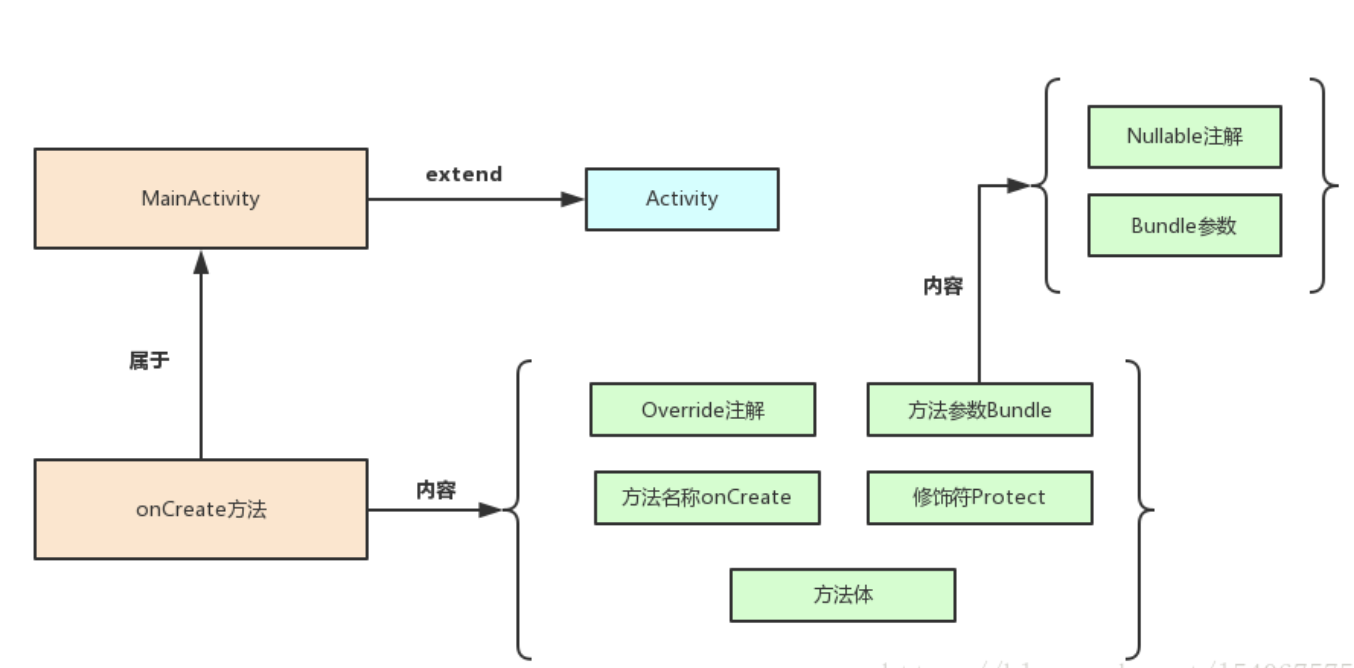 Nullable注解
extend
MainActivity
Activity
Bundle参数
内容
属于
Override注解
方法参数Bundle
内容
方法名称onCreate
修饰符Protect
onCreate方法
方法体